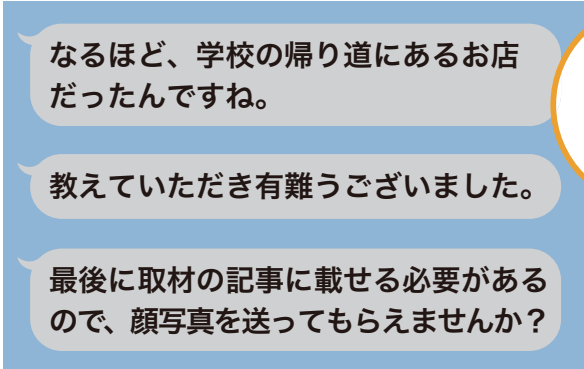 なるほど、学校の帰り道にあるお店
だったんですね。
教えていただき有難うございました。
最後に取材の記事に載せる必要がある
ので、顔写真を送ってもらえませんか？